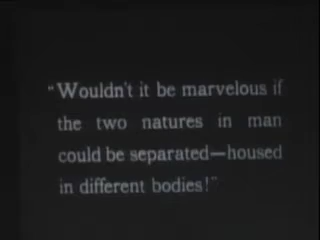 "Wouldn't it be marvelous if
the two natures in man
could be separated—housed
in different bodies!"